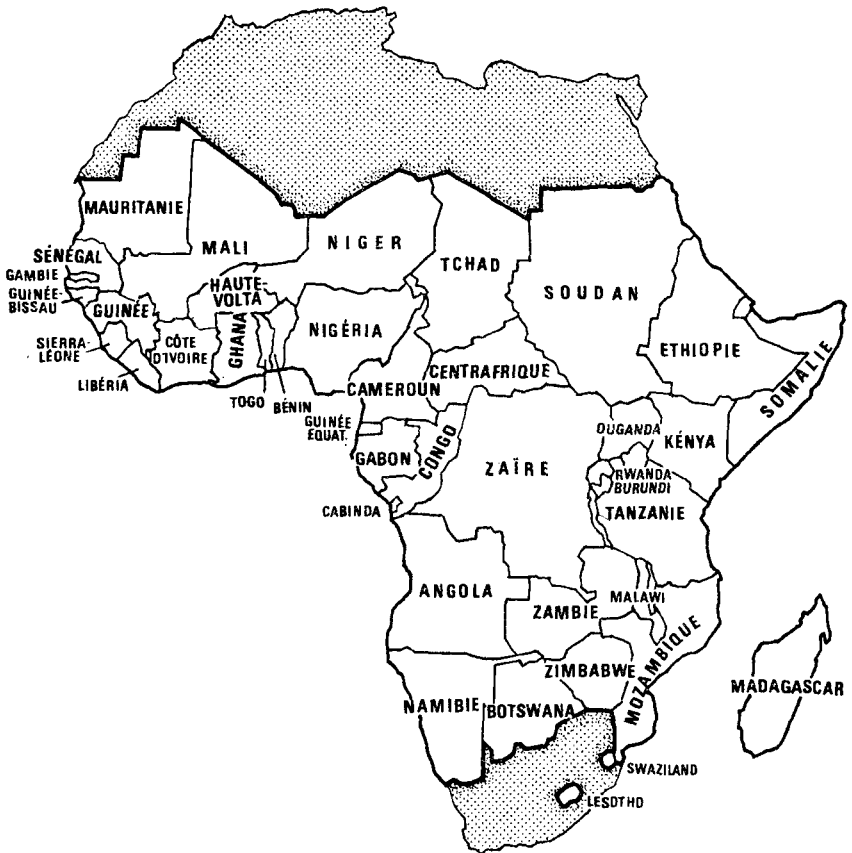 MAURITANIE
MALI
NIGER
TCHAD
SOUDAN
SÉNÉGAL
GAMBIE
GUINÉE-
BISSAU
GUINÉE
HAUTE-
VOLTA
SIERRA-
LÉONE
CÔTE
D'IVOIRE
GHANA
NIGÉRIA
LIBÉRIA
TOGO
BÉNIN
CENTRAFRIQUE
CAMEROUN
ETHIOPIE
SOMALIE
GUINÉE
ÉQUAT.
GABON
CONGO
ZAÏRE
OUGANDA
KÉNYA
RWANDA
BURUNDI
TANZANIE
CABINDA
ANGOLA
ZAMBIE
MALAWI
MOZAMBIQUE
ZIMBABWE
NAMIBIE
BOTSWANA
MADAGASCAR
SWAZILAND
LESDTHD